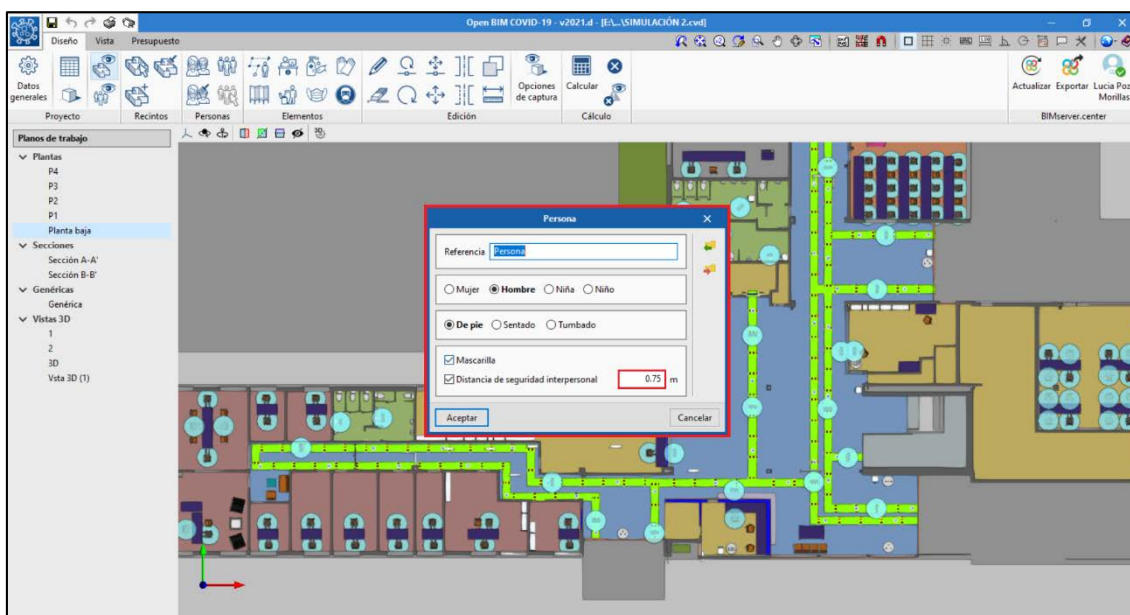 Open BIM COVID-19 - v2021.d - [E:\...\SIMULACIÓN 2.cvd]
Diseño Vista Presupuesto
Datos generales
Opciones de captura
Calcular
Actualizar Exportar Lucia Poz Morillas
Proyecto Recintos Personas Elementos Edición Cálculo BIMserver.center
Planos de trabajo
Plantas
P4
P3
P2
P1
Planta baja
Secciones
Sección A-A'
Sección B-B'
Genéricas
Genérica
Vistas 3D
1
2
3D
Vsta 3D (1)
Persona
Referencia Persona
Mujer Hombre Niña Niño
De pie Sentado Tumbado
Mascarilla
Distancia de seguridad interpersonal 0.75 m
Aceptar Cancelar